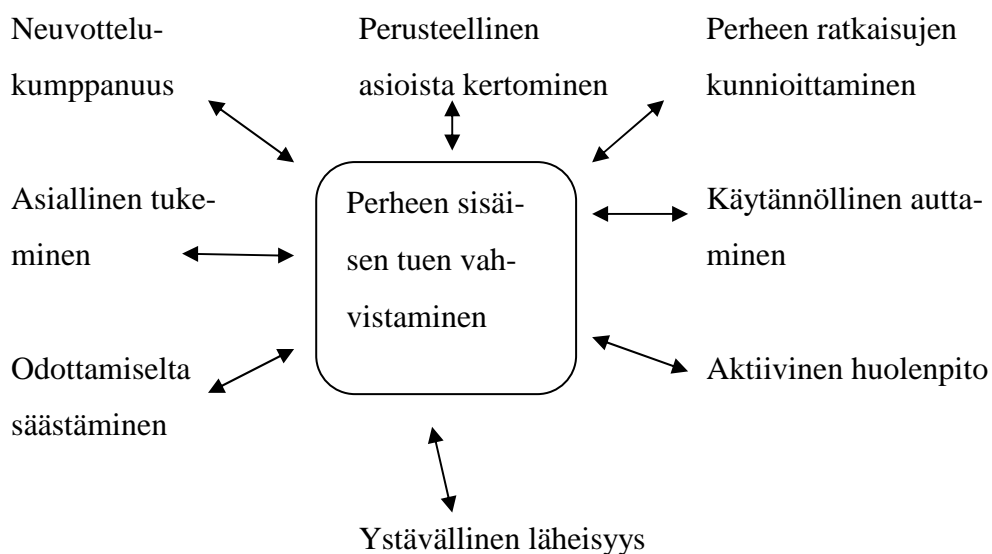 Neuvottelu-
kumppanuus
Perusteellinen
asioista kertominen
Perheen ratkaisujen
kunnioittaminen
Asiallinen tuke-
minen
Perheen sisäi-
sen tuen vah-
vistaminen
Käytännöllinen autta-
minen
Odottamiselta
säästäminen
Aktiivinen huolenpito
Ystävällinen läheisyys